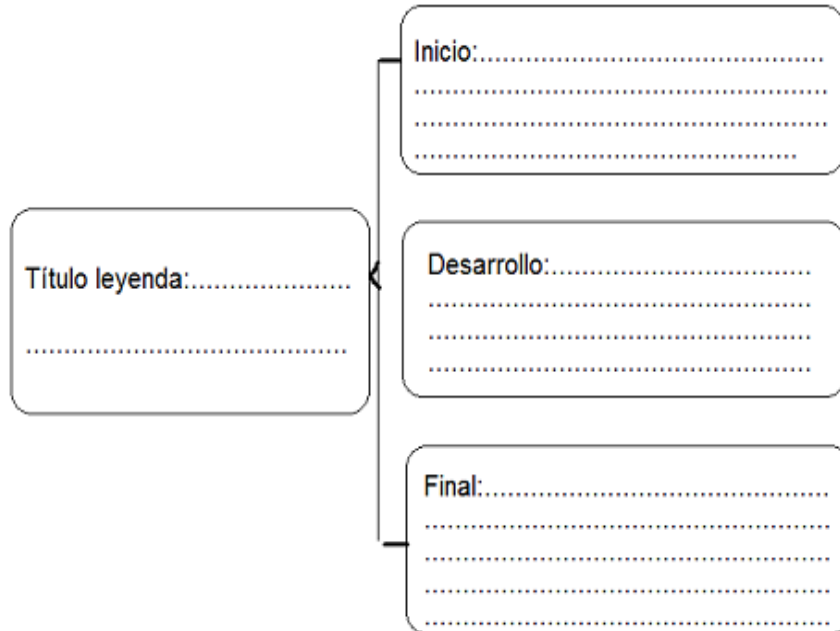 Título leyenda:.....................
..........................................
Inicio:.............................................
......................................................
......................................................
..................................................
Desarrollo:..................................
..................................................
..................................................
..................................................
Final:.............................................
.....................................................
.....................................................
.....................................................
.....................................................